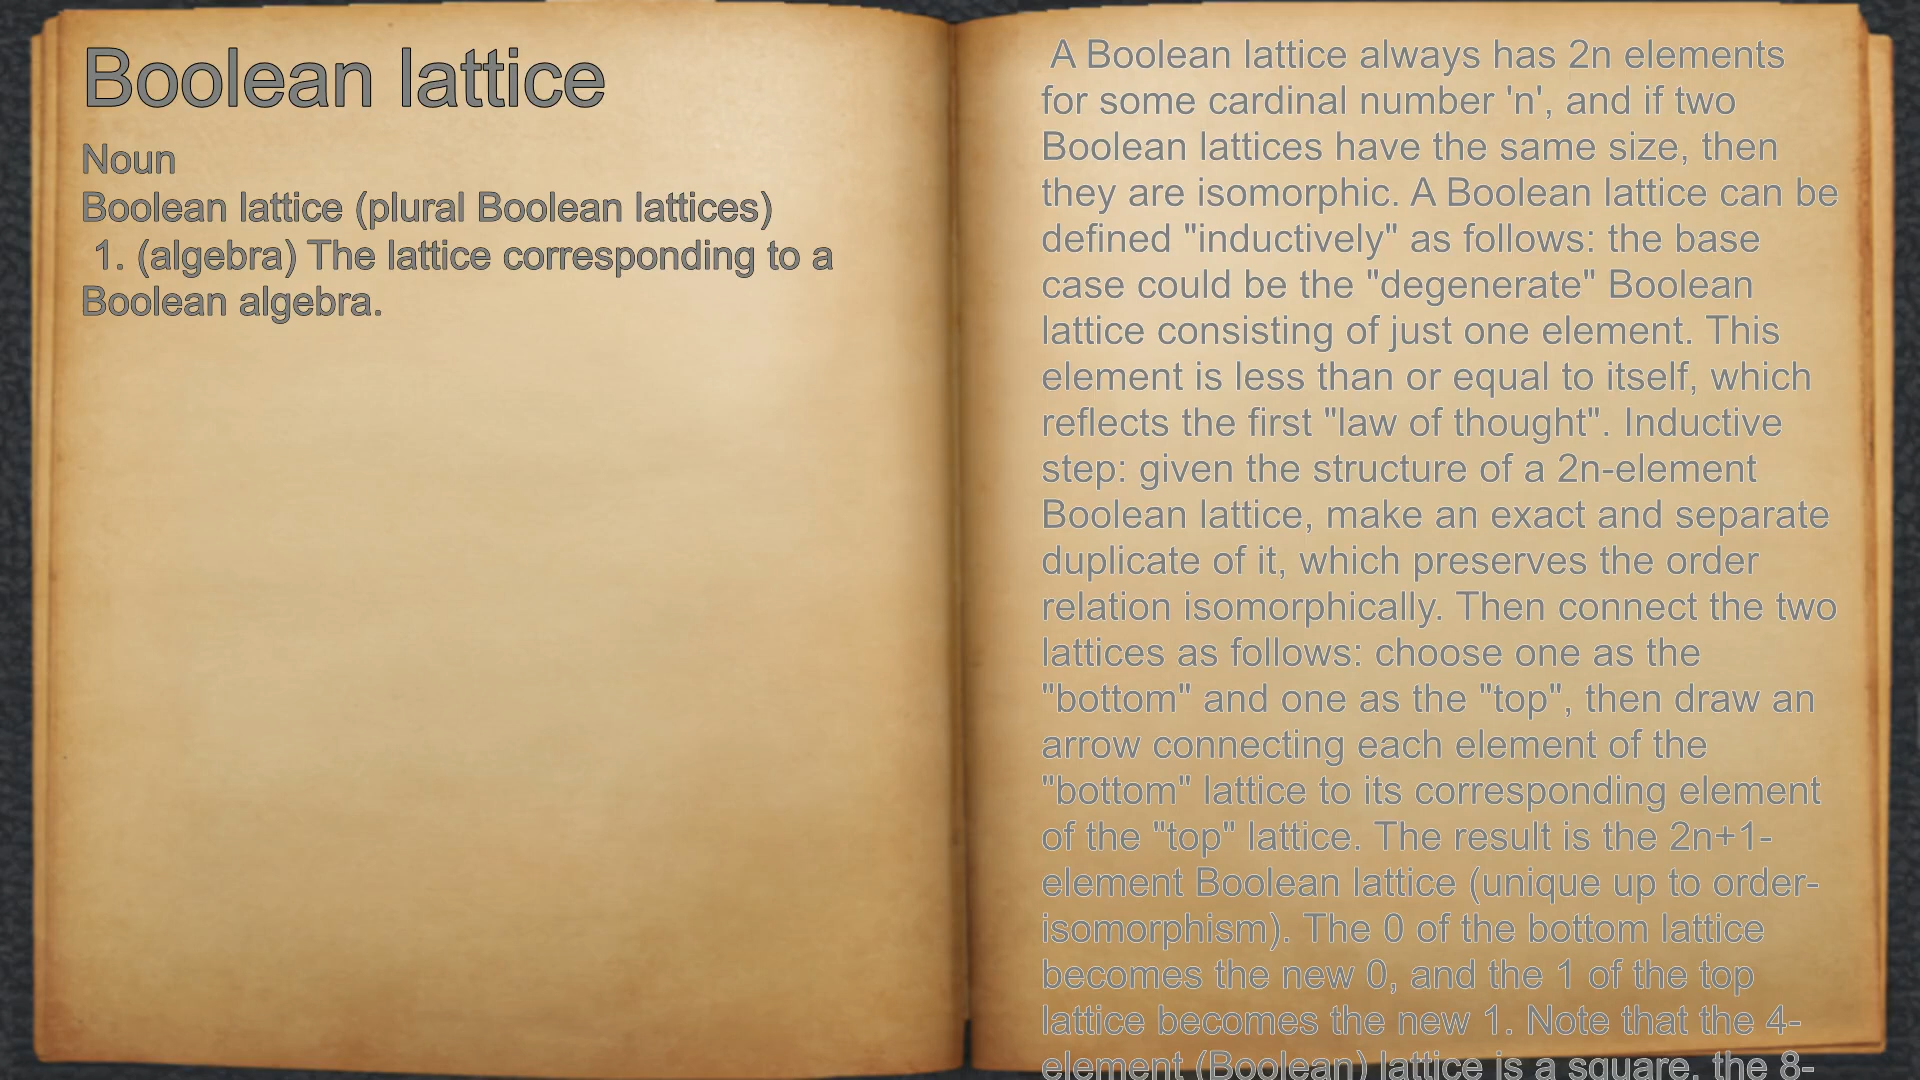 Boolean lattice
Noun
Boolean lattice (plural Boolean lattices)
1. (algebra) The lattice corresponding to a
Boolean algebra.
A Boolean lattice always has 2n elements
for some cardinal number 'n', and if two
Boolean lattices have the same size, then
they are isomorphic. A Boolean lattice can be
defined "inductively" as follows: the base
case could be the "degenerate" Boolean
lattice consisting of just one element. This
element is less than or equal to itself, which
reflects the first "law of thought". Inductive
step: given the structure of a 2n-element
Boolean lattice, make an exact and separate
duplicate of it, which preserves the order
relation isomorphically. Then connect the two
lattices as follows: choose one as the
"bottom" and one as the "top", then draw an
arrow connecting each element of the
"bottom" lattice to its corresponding element
of the "top" lattice. The result is the 2n+1-
element Boolean lattice (unique up to order-
isomorphism). The 0 of the bottom lattice
becomes the new 0, and the 1 of the top
lattice becomes the new 1. Note that the 4-
element (Boolean) lattice is a square, the 8-